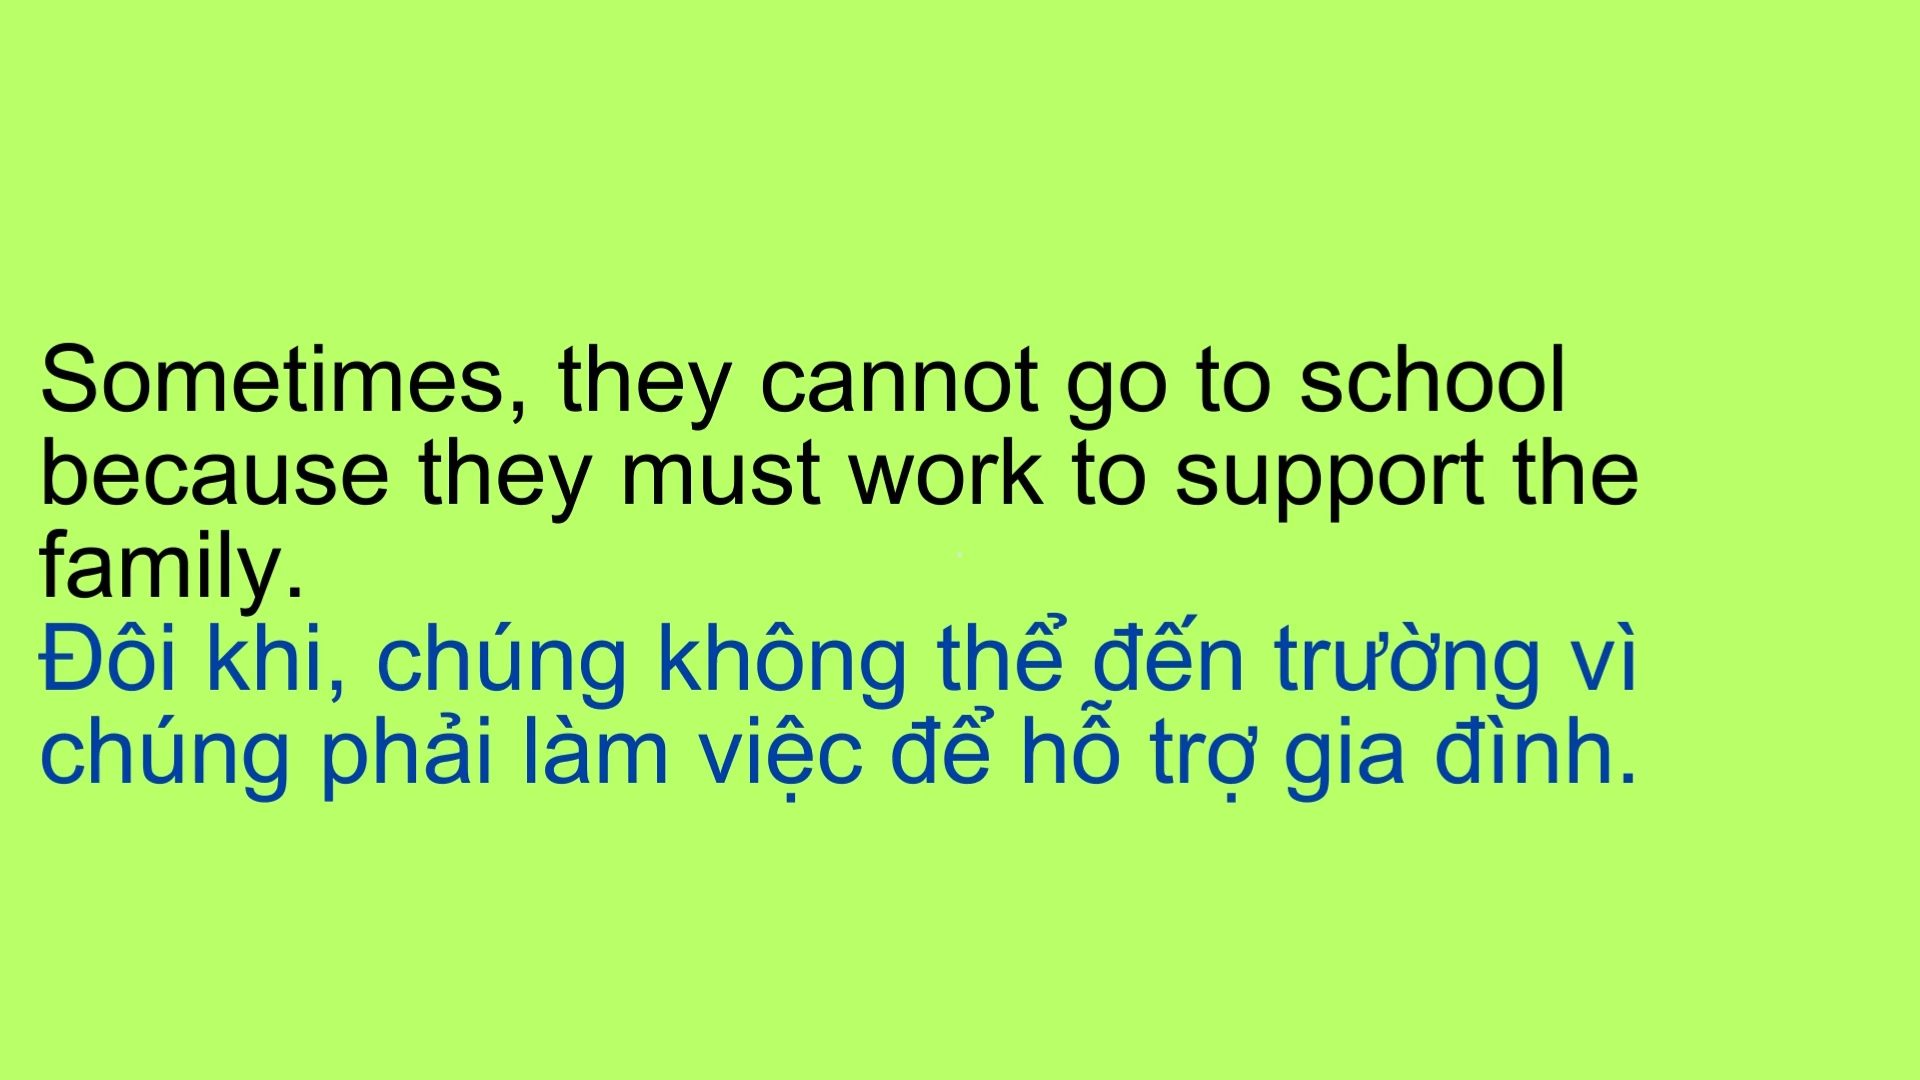 Sometimes, they cannot go to school
because they must work to support the
family.
Đôi khi, chúng không thể đến trường vì
chúng phải làm việc để hỗ trợ gia đình.